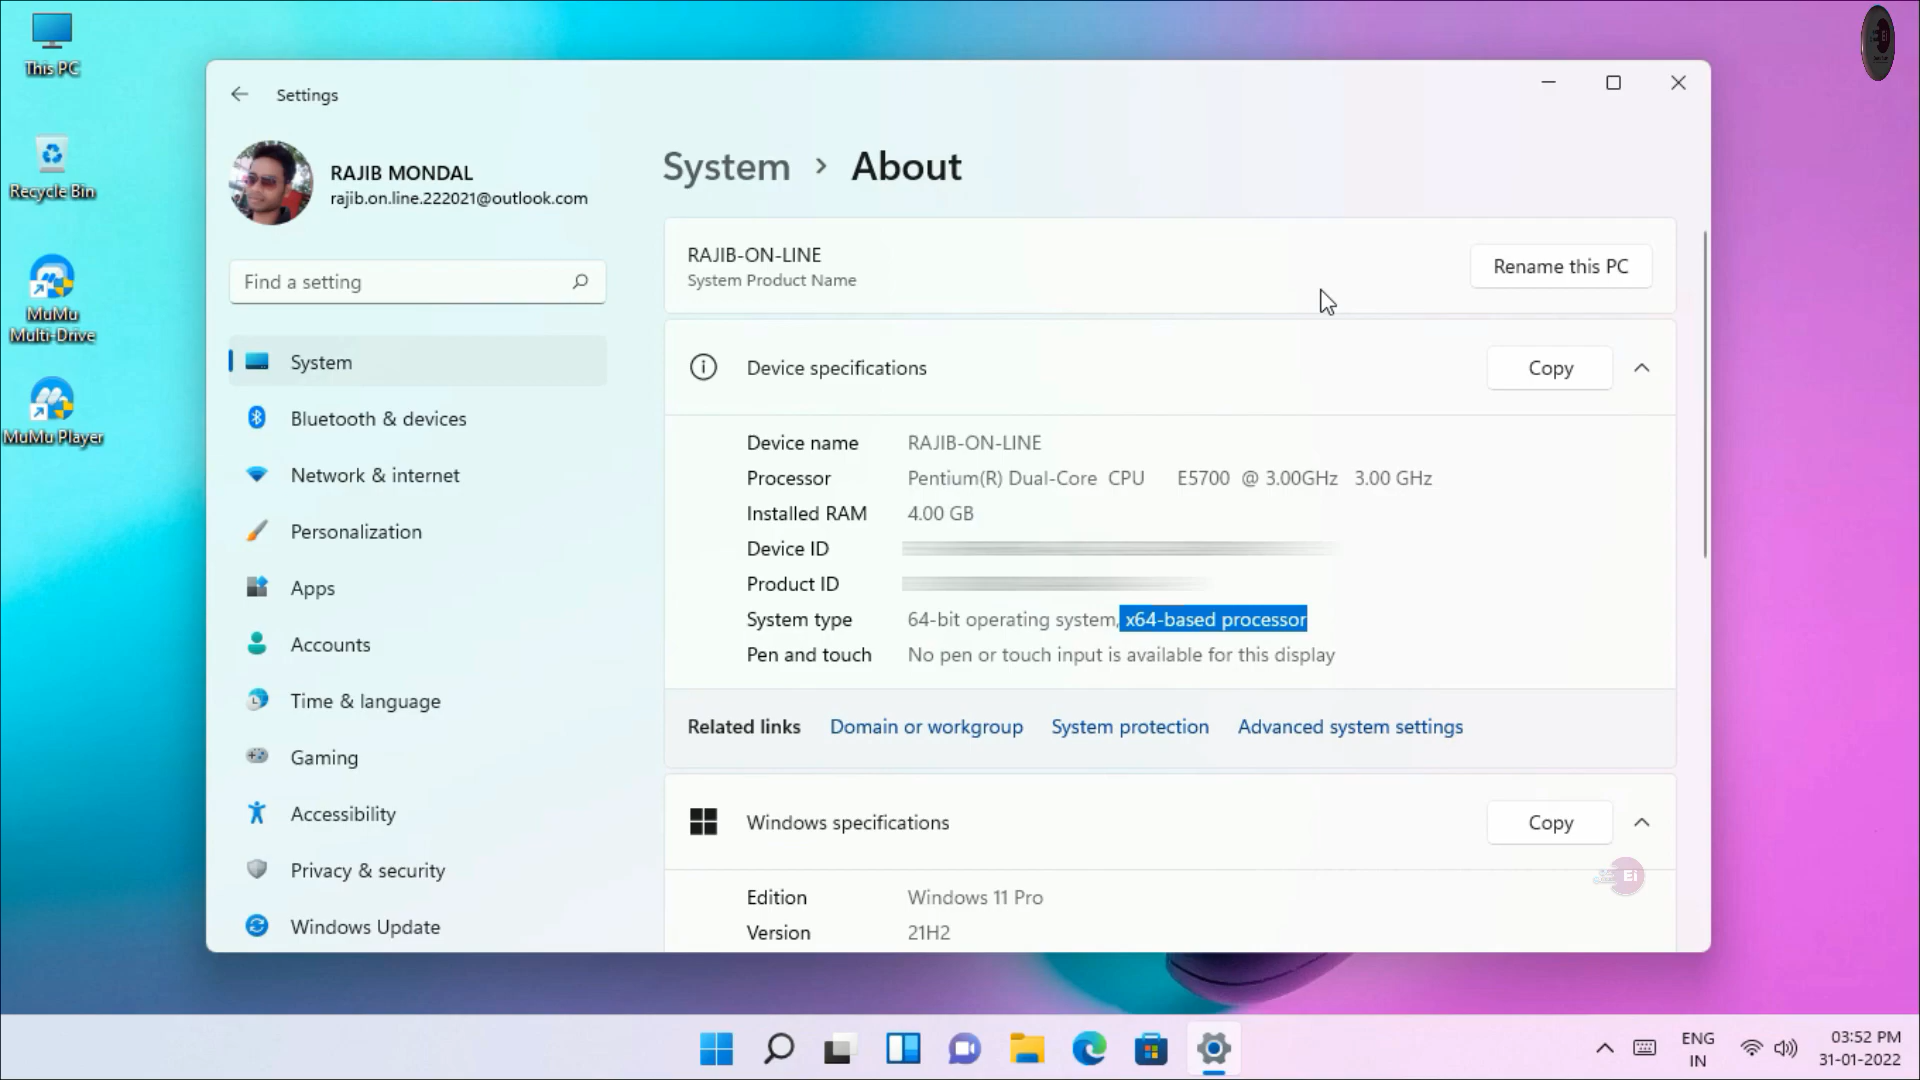 This PC
Recycle Bin
MuMu
Multi-Drive
MuMu Player
Settings
RAJIB MONDAL
rajib.on.line.222021@outlook.com
Find a setting
System
Bluetooth & devices
Network & internet
Personalization
Apps
Accounts
Time & language
Gaming
Accessibility
Privacy & security
Windows Update
System › About
RAJIB-ON-LINE
System Product Name
Rename this PC
Device specifications
Copy
Device name RAJIB-ON-LINE
Processor Pentium(R) Dual-Core CPU E5700 @ 3.00GHz 3.00 GHz
Installed RAM 4.00 GB
Device ID
Product ID
System type 64-bit operating system, x64-based processor
Pen and touch No pen or touch input is available for this display
Related links Domain or workgroup System protection Advanced system settings
Windows specifications
Copy
Edition Windows 11 Pro
Version 21H2
Ei
ENG
IN
03:52 PM
31-01-2022